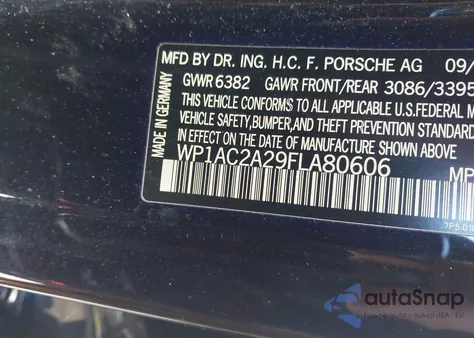 MFD BY DR. ING. H.C. F. PORSCHE AG 09/
GVWR 6382 GAWR FRONT/REAR 3086/3395
THIS VEHICLE CONFORMS TO ALL APPLICABLE U.S.FEDERAL M
VEHICLE SAFETY,BUMPER,AND THEFT PREVENTION STANDARD
IN EFFECT ON THE DATE OF MANUFACTURE SHOWN ABOVE
WP1AC2A29FLA80606 MP
MADE IN GERMANY
7P5.010
autoSnap